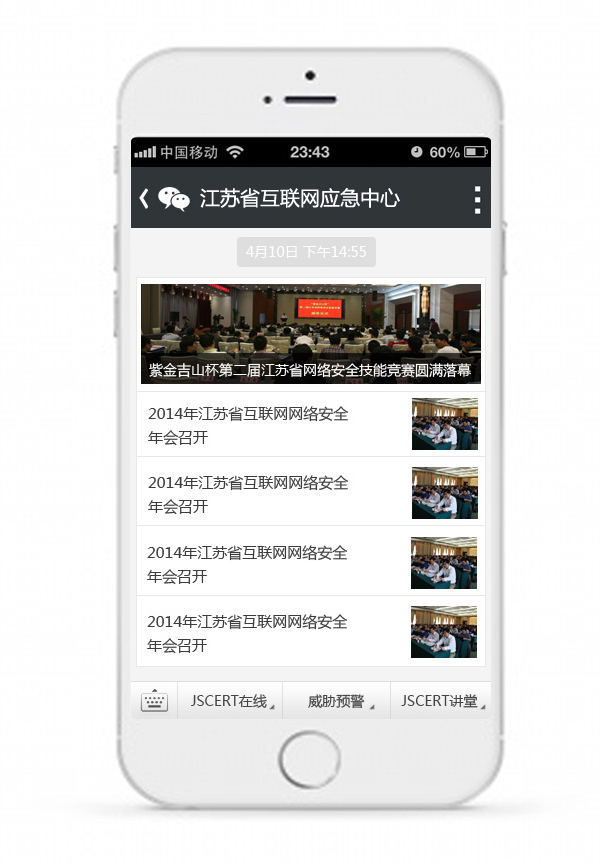 中国移动 23:43 60%
江苏省互联网应急中心
4月10日 下午14:55
紫金吉山杯第二届江苏省网络安全技能竞赛圆满落幕
2014年江苏省互联网网络安全
年会召开
2014年江苏省互联网网络安全
年会召开
2014年江苏省互联网网络安全
年会召开
2014年江苏省互联网网络安全
年会召开
JSCERT在线 威胁预警 JSCERT讲堂